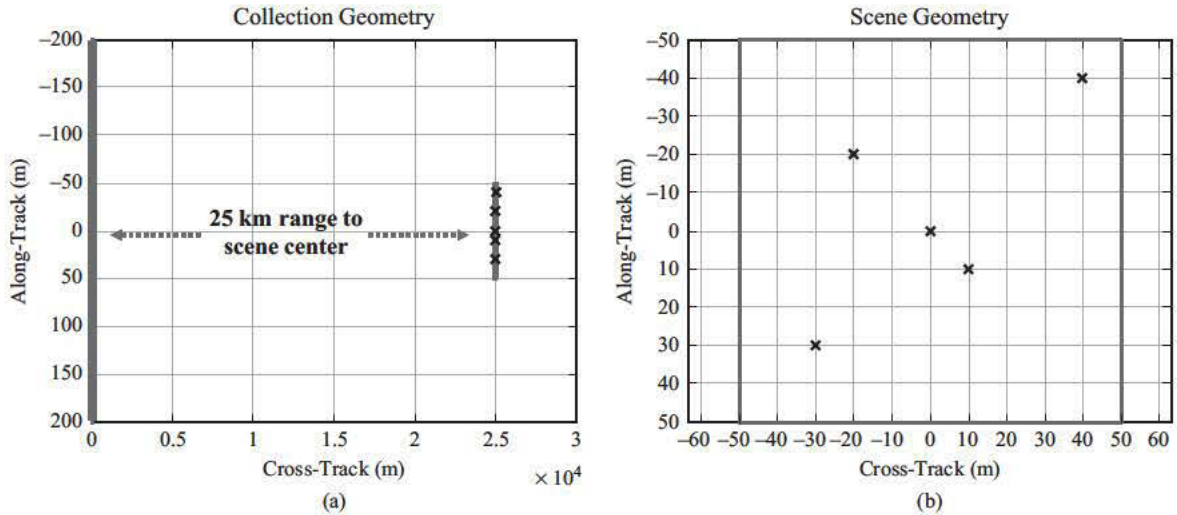 Collection Geometry
−200
−150
−100
−50
0
50
100
150
200
Along-Track (m)
25 km range to
scene center
0
0.5
1
1.5
2
2.5
3
Cross-Track (m)
× 10⁴
(a)
Scene Geometry
−50
−40
−30
−20
−10
0
10
20
30
40
50
Along-Track (m)
−60 −50 −40 −30 −20 −10 0 10 20 30 40 50 60
Cross-Track (m)
(b)